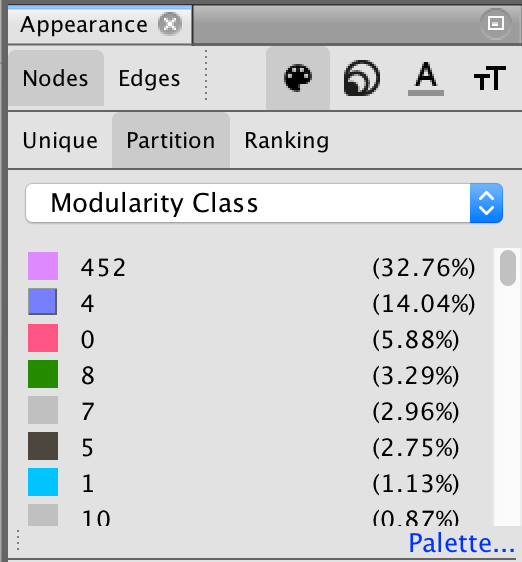 Appearance
Nodes Edges A TT
Unique Partition Ranking
Modularity Class
452 (32.76%)
4 (14.04%)
0 (5.88%)
8 (3.29%)
7 (2.96%)
5 (2.75%)
1 (1.13%)
10 (0.87%)
Palette...